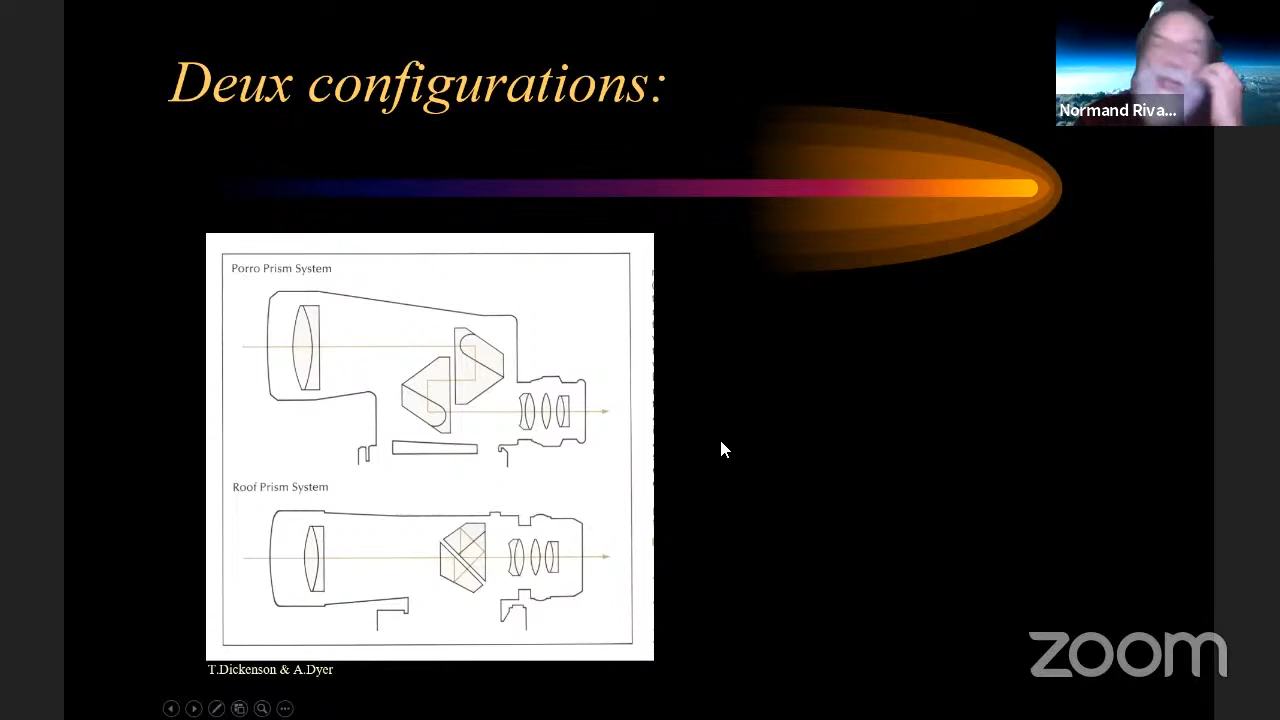 Deux configurations:
Normand Riva...
Porro Prism System
Roof Prism System
T.Dickenson & A.Dyer
zoom